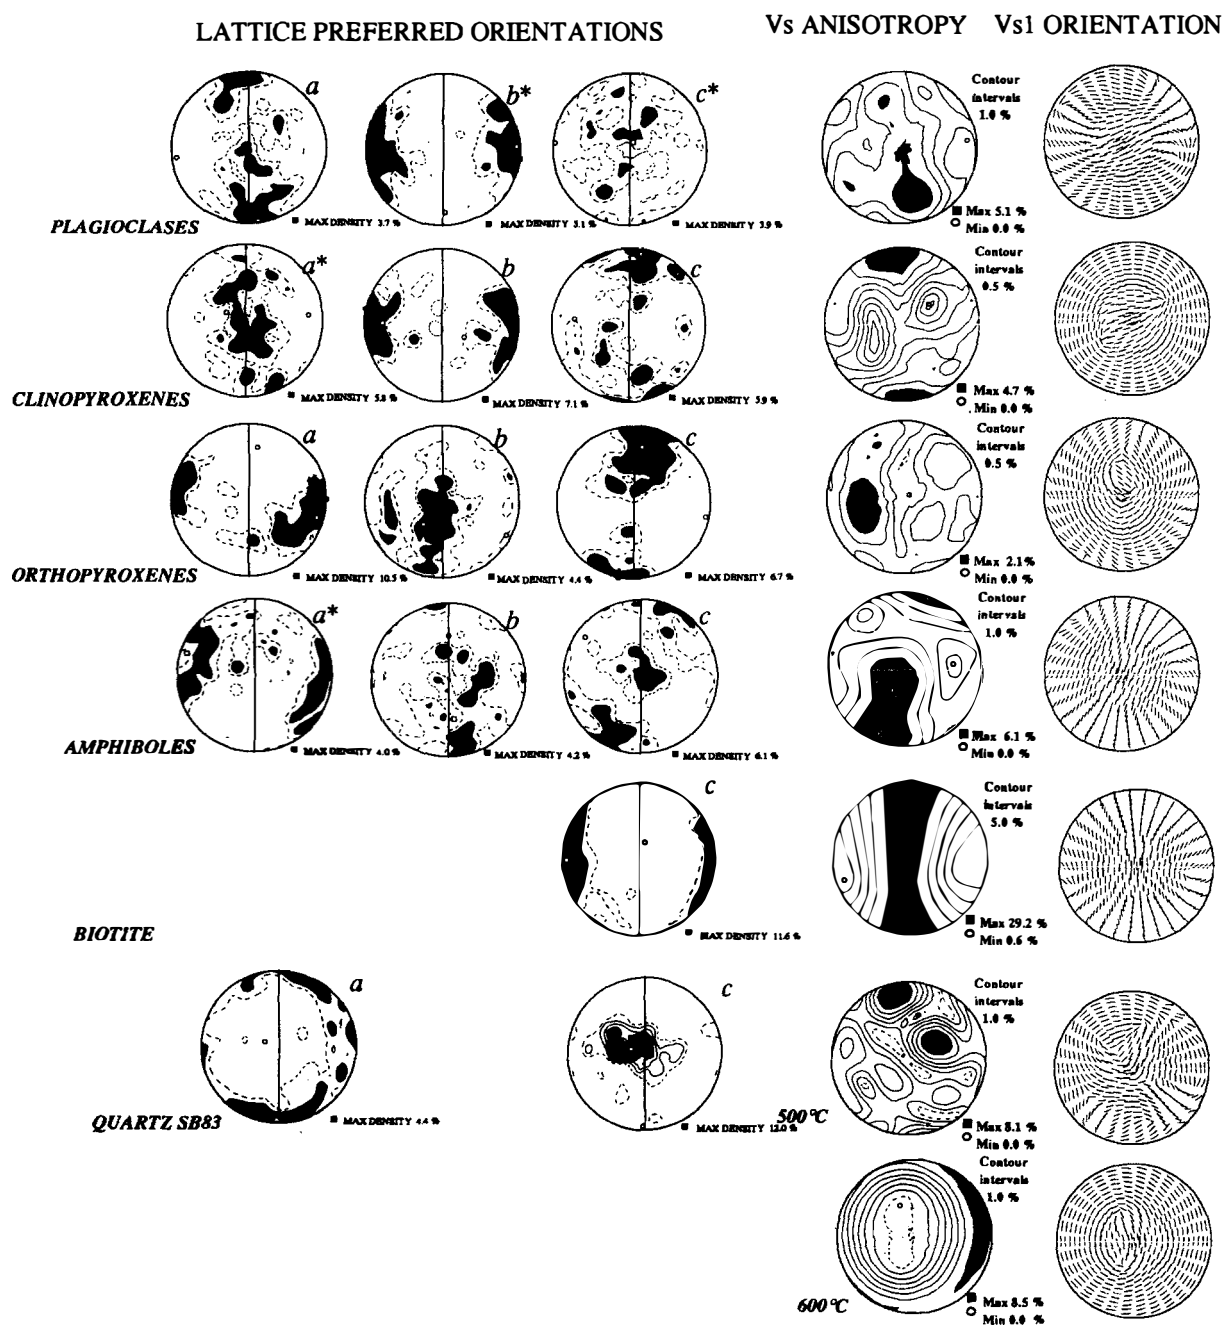 LATTICE PREFERRED ORIENTATIONS
Vs ANISOTROPY Vs1 ORIENTATION
a b* c*
Contour
intervals
1.0 %
MAX DENSITY 3.7 %
MAX DENSITY 5.1 %
MAX DENSITY 3.9 %
Max 5.1 %
Min 0.0 %
PLAGIOCLASES
a* b c
Contour
intervals
0.5 %
MAX DENSITY 5.8 %
MAX DENSITY 7.1 %
MAX DENSITY 5.9 %
Max 4.7 %
Min 0.0 %
CLINOPYROXENES
a b c
Contour
intervals
0.5 %
MAX DENSITY 10.5 %
MAX DENSITY 4.4 %
MAX DENSITY 6.7 %
Max 2.1%
Min 0.0 %
ORTHOPYROXENES
a* b c
Contour
intervals
1.0 %
MAX DENSITY 4.0 %
MAX DENSITY 4.2 %
MAX DENSITY 6.1 %
Max 6.1 %
Min 0.0 %
AMPHIBOLES
c
Contour
intervals
5.0 %
MAX DENSITY 11.6 %
Max 29.2 %
Min 0.6 %
BIOTITE
a c
Contour
intervals
1.0 %
MAX DENSITY 4.4 %
MAX DENSITY 12.0 %
Max 8.1 %
Min 0.0 %
QUARTZ SB83
500°C
Contour
intervals
1.0 %
Max 8.5 %
Min 0.0 %
600°C